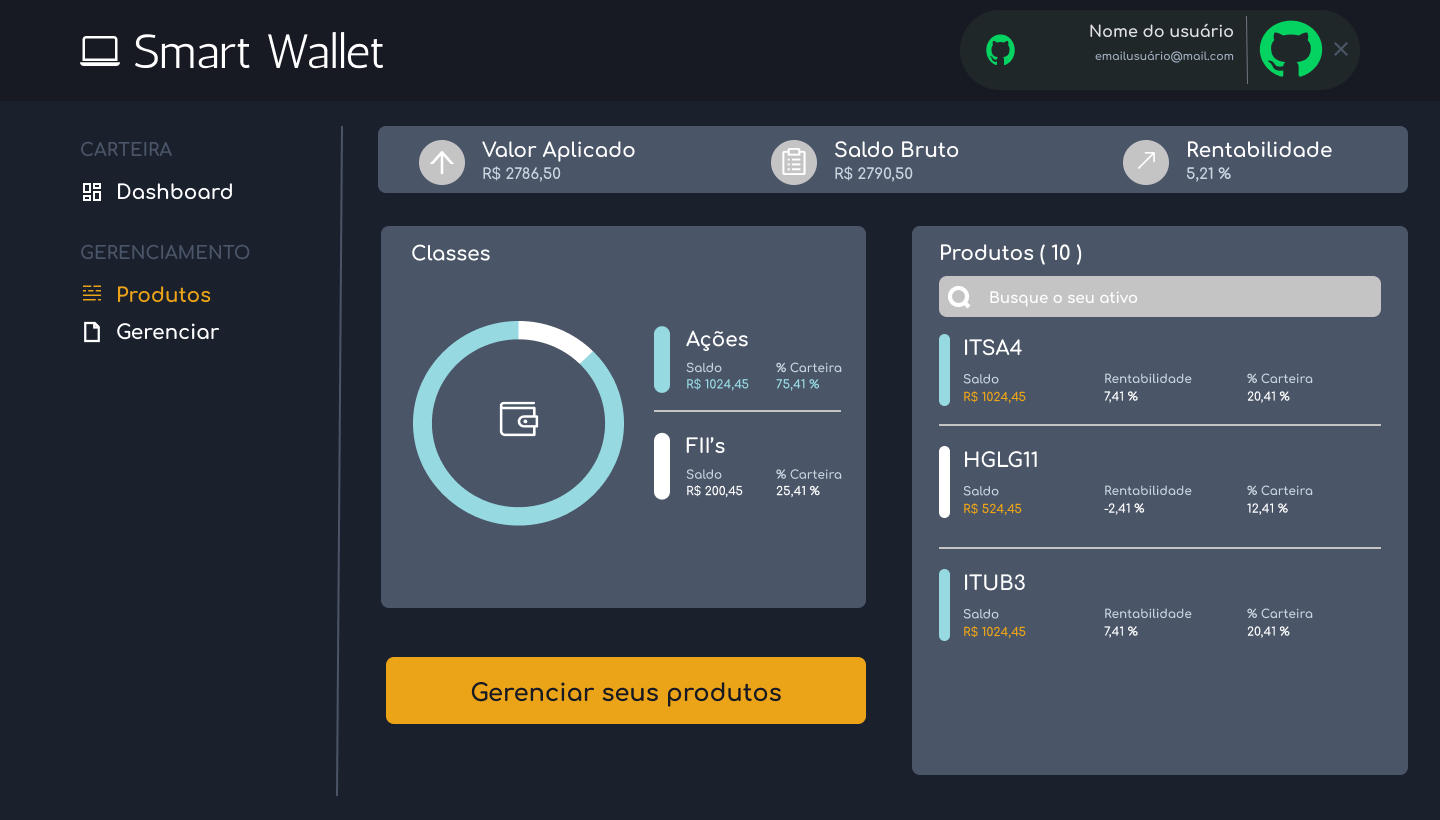 Smart Wallet
Nome do usuário
emailusuário@mail.com
CARTEIRA
Dashboard
GERENCIAMENTO
Produtos
Gerenciar
Valor Aplicado
R$ 2786,50
Saldo Bruto
R$ 2790,50
Rentabilidade
5,21 %
Classes
Ações
Saldo % Carteira
R$ 1024,45 75,41 %
FII’s
Saldo % Carteira
R$ 200,45 25,41 %
Gerenciar seus produtos
Produtos ( 10 )
Busque o seu ativo
ITSA4
Saldo Rentabilidade % Carteira
R$ 1024,45 7,41 % 20,41 %
HGLG11
Saldo Rentabilidade % Carteira
R$ 524,45 -2,41 % 12,41 %
ITUB3
Saldo Rentabilidade % Carteira
R$ 1024,45 7,41 % 20,41 %